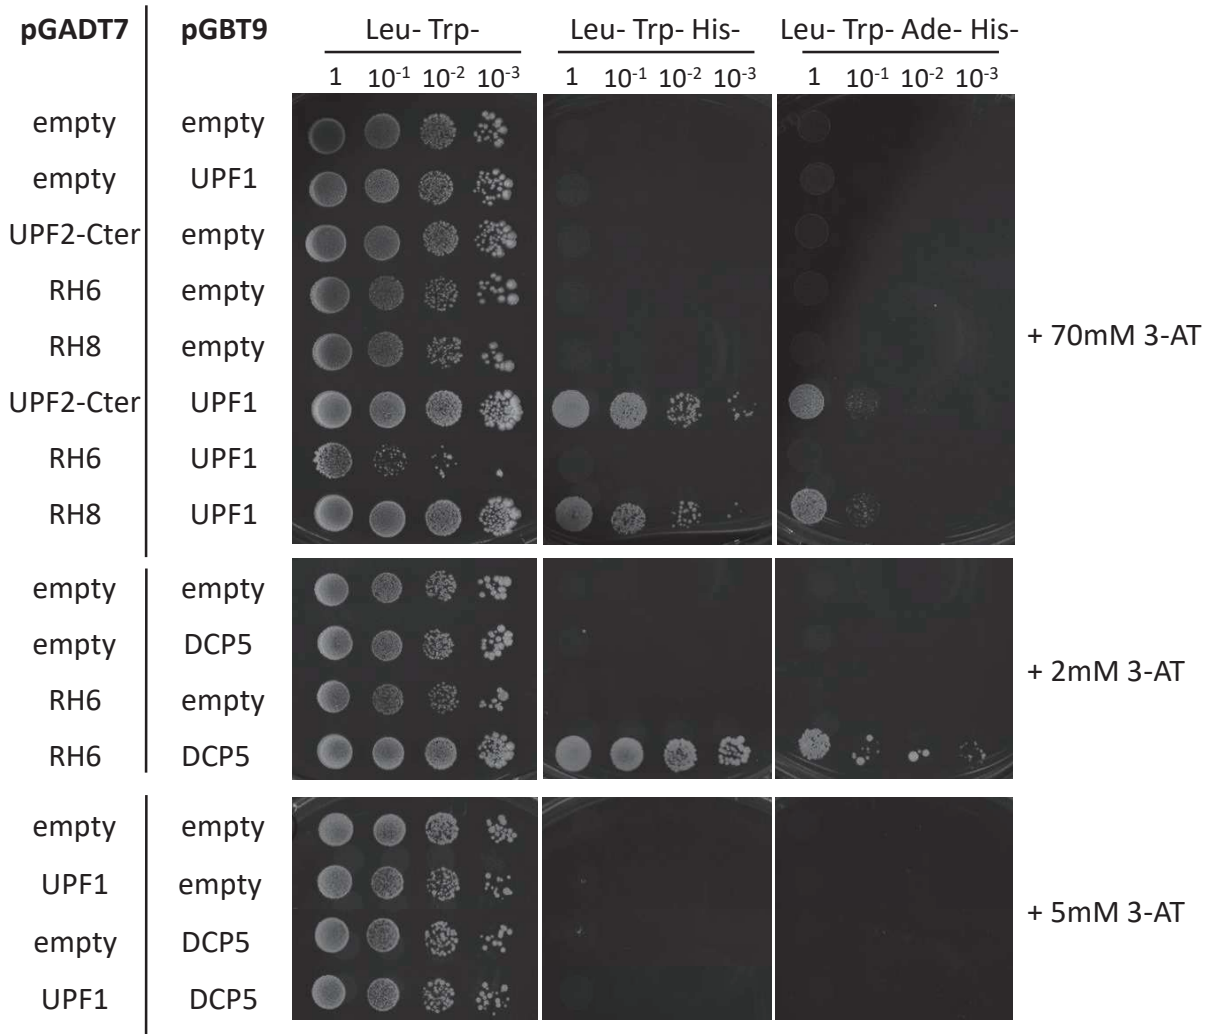 pGADT7 pGBT9 Leu- Trp- Leu- Trp- His- Leu- Trp- Ade- His-
1 10⁻¹ 10⁻² 10⁻³ 1 10⁻¹ 10⁻² 10⁻³ 1 10⁻¹ 10⁻² 10⁻³
empty empty
empty UPF1
UPF2-Cter empty
RH6 empty
RH8 empty
+ 70mM 3-AT
UPF2-Cter UPF1
RH6 UPF1
RH8 UPF1
empty empty
empty DCP5
+ 2mM 3-AT
RH6 empty
RH6 DCP5
empty empty
UPF1 empty
+ 5mM 3-AT
empty DCP5
UPF1 DCP5